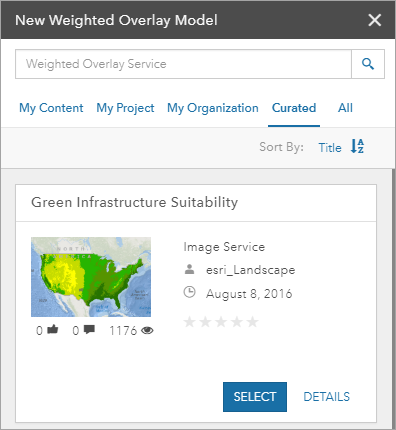 New Weighted Overlay Model
Weighted Overlay Service
My Content My Project My Organization Curated All
Sort By: Title
Green Infrastructure Suitability
NORTH
Image Service
esri_Landscape
August 8, 2016
0 0 1176
SELECT DETAILS